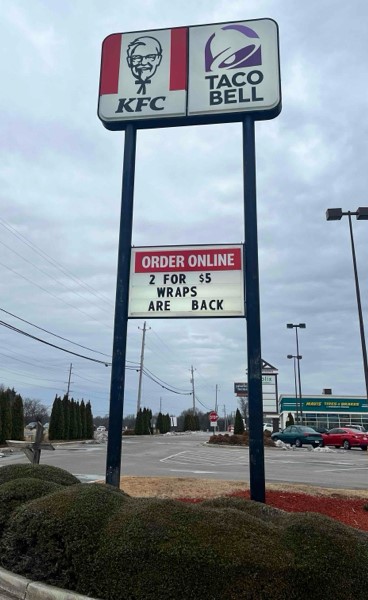 KFC
TACO
BELL
ORDER ONLINE
2 FOR $5
WRAPS
ARE BACK